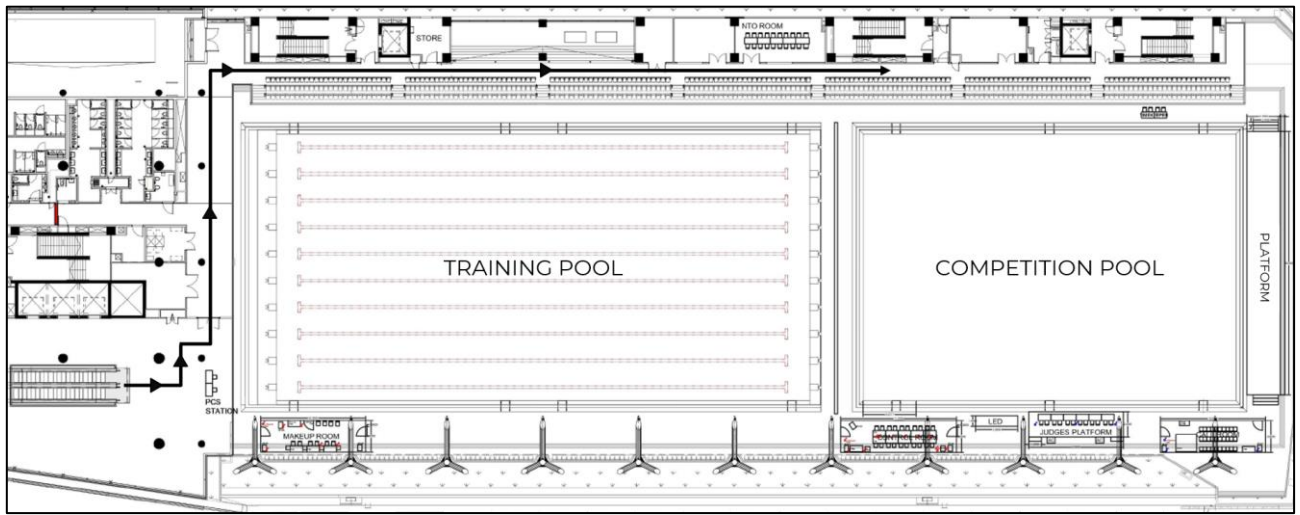 NTO ROOM
STORE
TRAINING POOL
COMPETITION POOL
PLATFORM
PCS
STATION
MAKEUP ROOM
CONTROL ROOM
LED
JUDGES PLATFORM